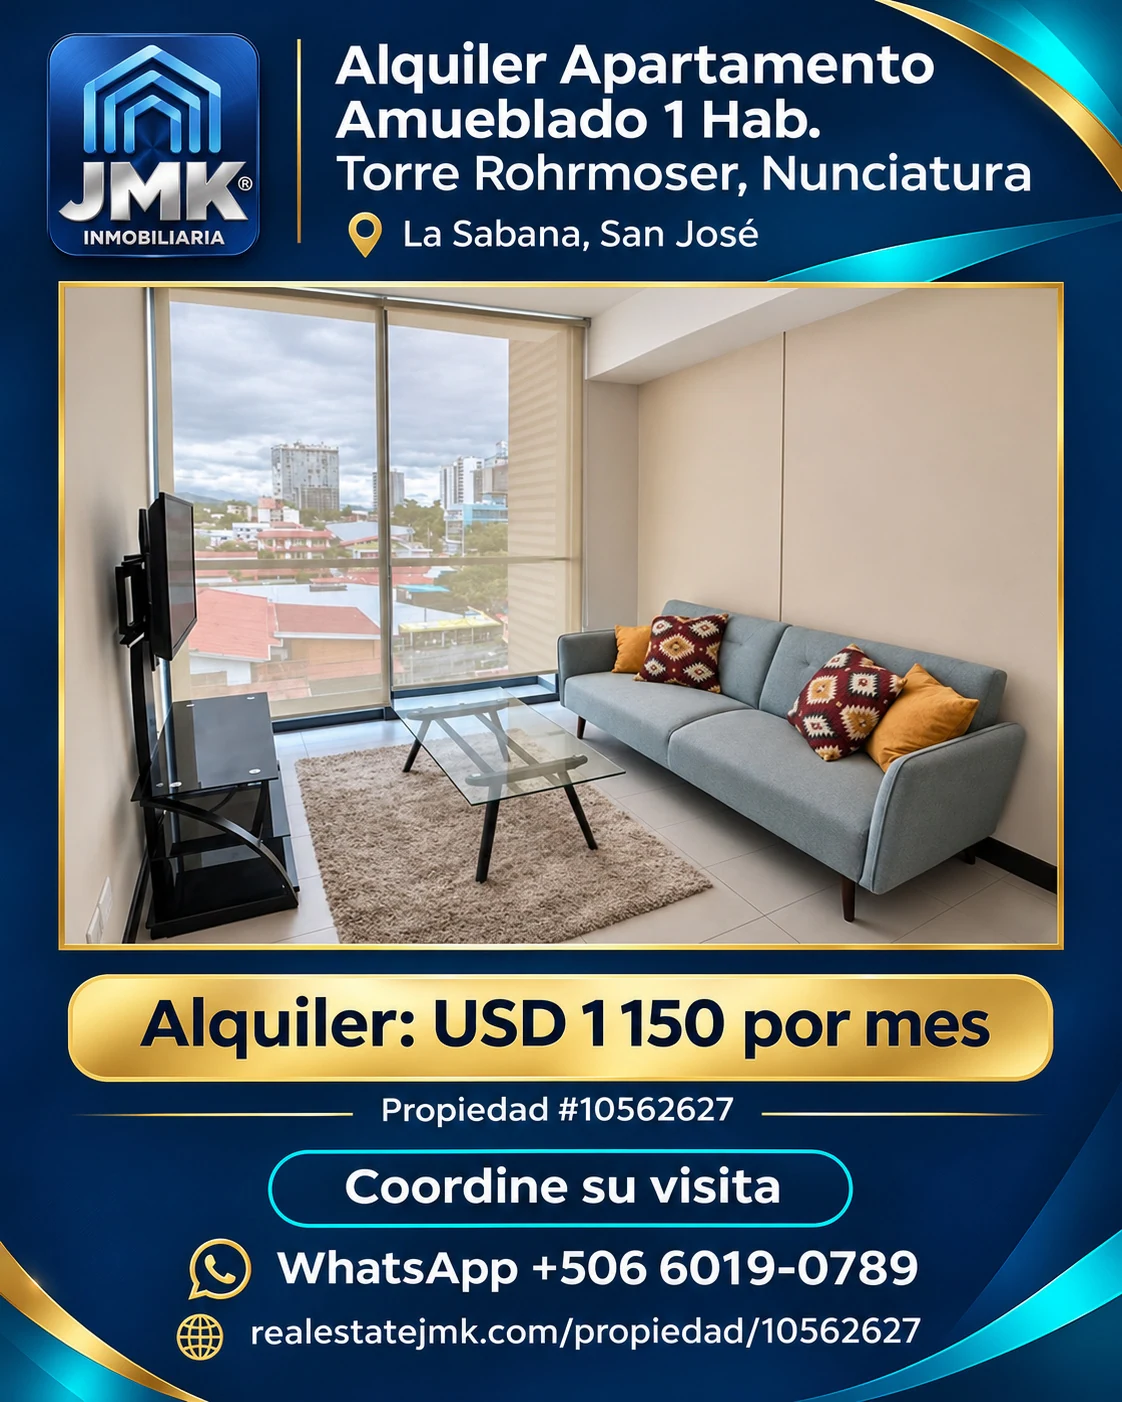 JMK®
INMOBILIARIA
Alquiler Apartamento
Amueblado 1 Hab.
Torre Rohrmoser, Nunciatura
La Sabana, San José
Alquiler: USD 1 150 por mes
Propiedad #10562627
Coordine su visita
WhatsApp +506 6019-0789
realestatejmk.com/propiedad/10562627